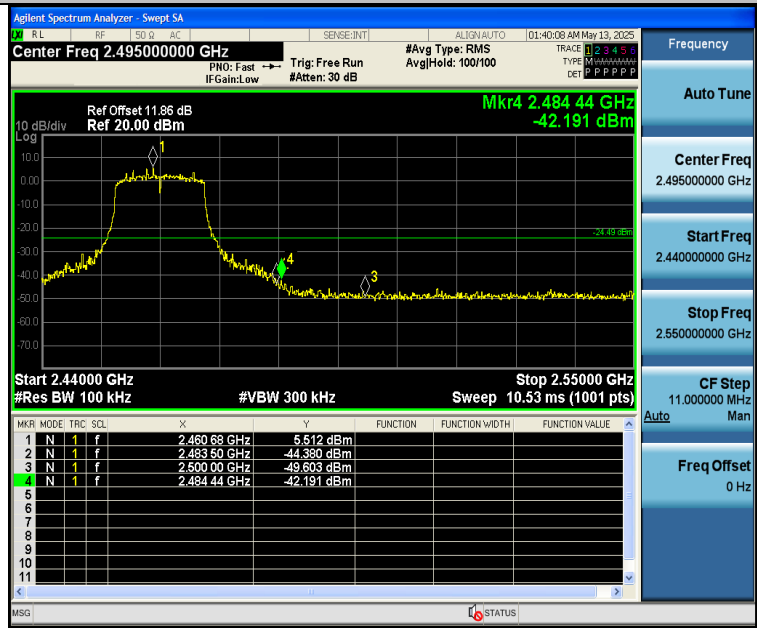 Agilent Spectrum Analyzer - Swept SA
LXI RL RF 50 Ω AC SENSE:INT ALIGN AUTO 01:40:08 AM May 13, 2025
Center Freq 2.495000000 GHz
PNO: Fast
IFGain:Low
Trig: Free Run
#Atten: 30 dB
#Avg Type: RMS
Avg|Hold: 100/100
TRACE 1 2 3 4 5 6
TYPE M
DET P P P P P P
Frequency
Auto Tune
Center Freq
2.495000000 GHz
Start Freq
2.440000000 GHz
Stop Freq
2.550000000 GHz
CF Step
11.000000 MHz
Auto Man
Freq Offset
0 Hz
Mkr4 2.484 44 GHz
-42.191 dBm
Ref Offset 11.86 dB
10 dB/div Ref 20.00 dBm
Log
10.0
0.00
-10.0
-20.0
-30.0
-40.0
-50.0
-60.0
-70.0
1
-24.49 dBm
4
3
Start 2.44000 GHz Stop 2.55000 GHz
#Res BW 100 kHz #VBW 300 kHz Sweep 10.53 ms (1001 pts)
MKR MODE TRC SCL X Y FUNCTION FUNCTION WIDTH FUNCTION VALUE
1 N 1 f 2.460 68 GHz 5.512 dBm
2 N 1 f 2.483 50 GHz -44.380 dBm
3 N 1 f 2.500 00 GHz -49.603 dBm
4 N 1 f 2.484 44 GHz -42.191 dBm
5
6
7
8
9
10
11
MSG STATUS